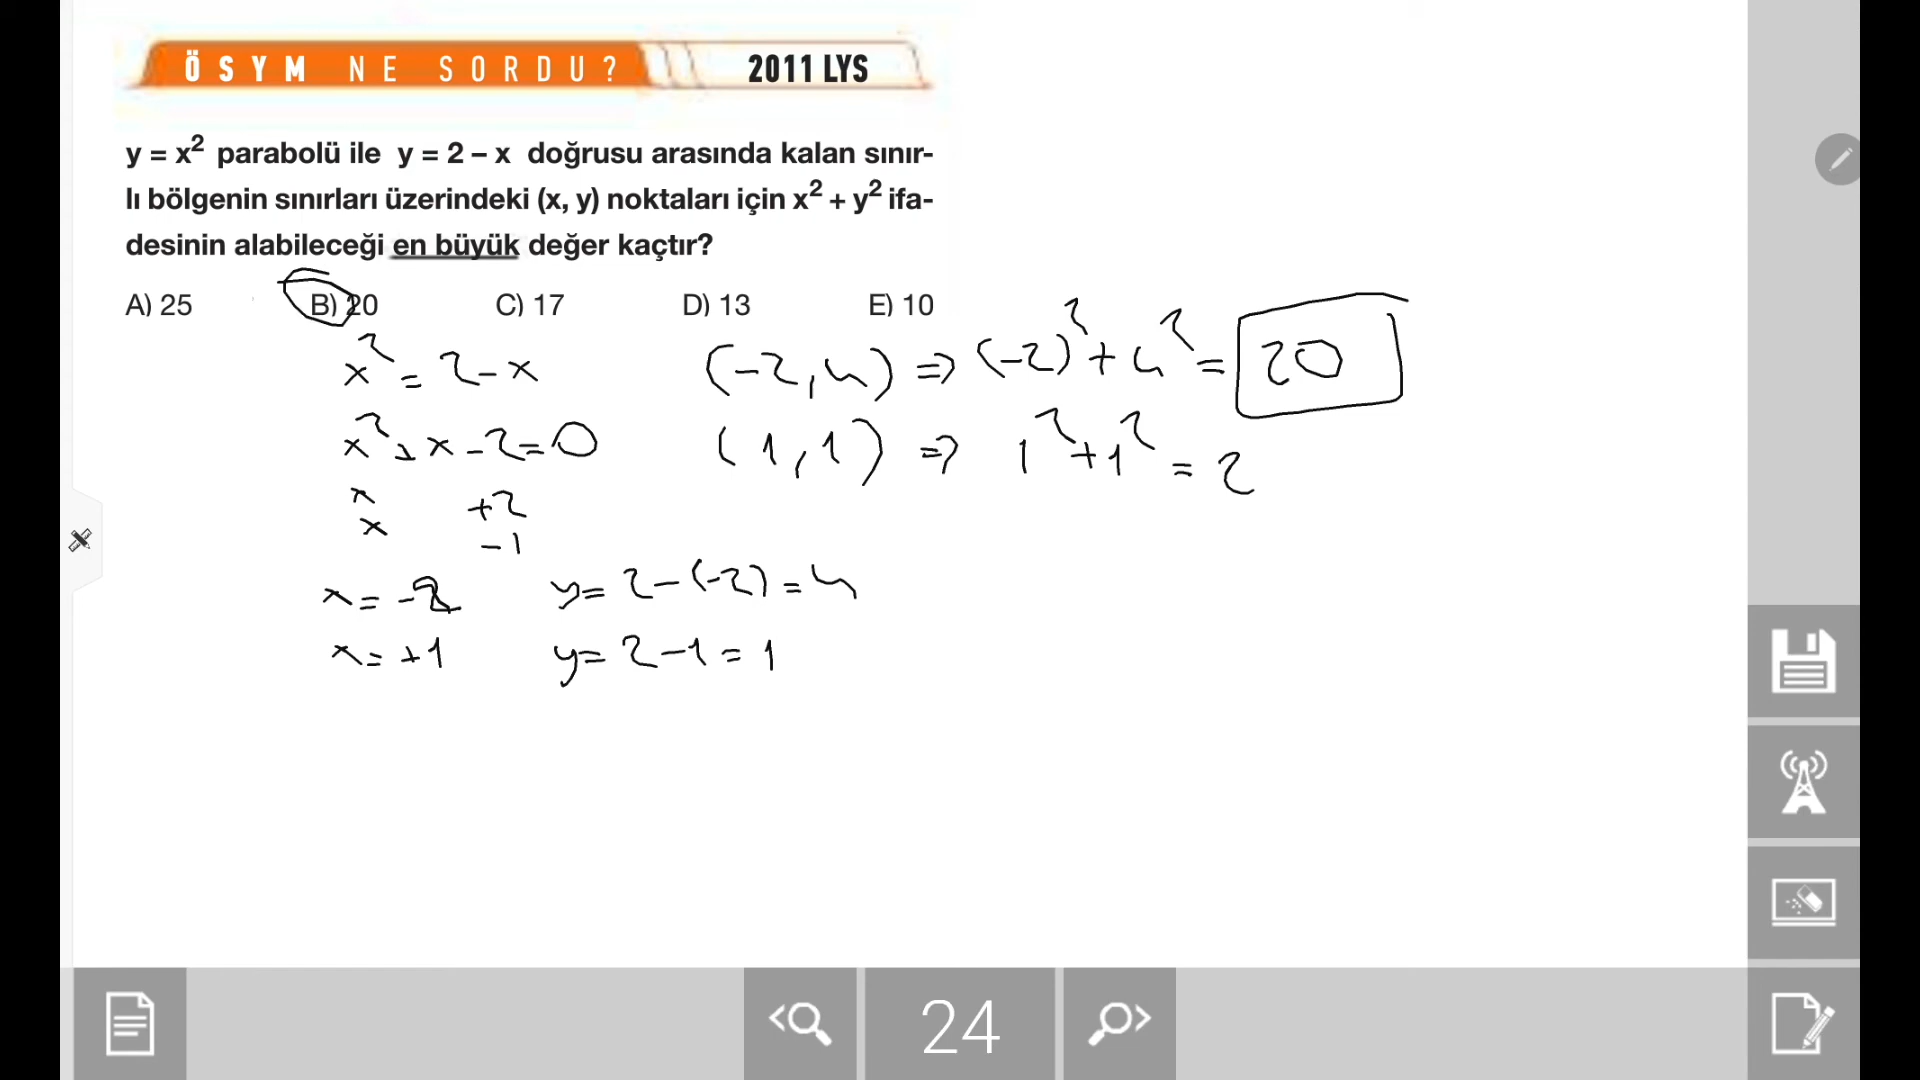 ÖSYM NE SORDU? 2011 LYS
y = x² parabolü ile y = 2 – x doğrusu arasında kalan sınır-
lı bölgenin sınırları üzerindeki (x, y) noktaları için x² + y² ifa-
desinin alabileceği en büyük değer kaçtır?
A) 25 B) 20 C) 17 D) 13 E) 10
x² = 2 - x
x² + x - 2 = 0
x +2
x -1
x = -2 y = 2 - (-2) = 4
x = +1 y = 2 - 1 = 1
(-2, 4) ⇒ (-2)² + 4² = 20
(1, 1) ⇒ 1² + 1² = 2
24